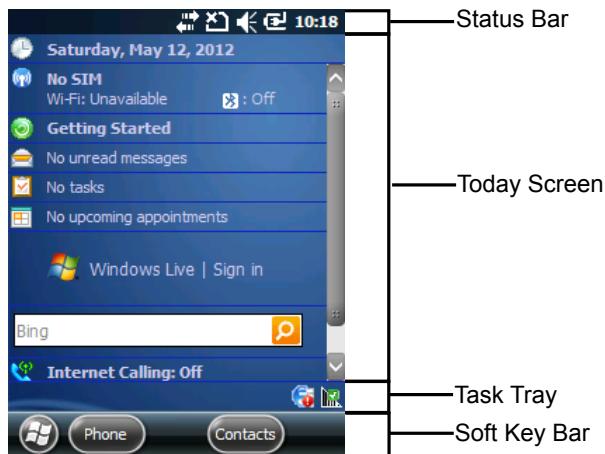 10:18
Status Bar
Saturday, May 12, 2012
No SIM
Wi-Fi: Unavailable : Off
Getting Started
No unread messages
Today Screen
No tasks
No upcoming appointments
Windows Live | Sign in
Bing
Internet Calling: Off
Task Tray
Phone Contacts
Soft Key Bar